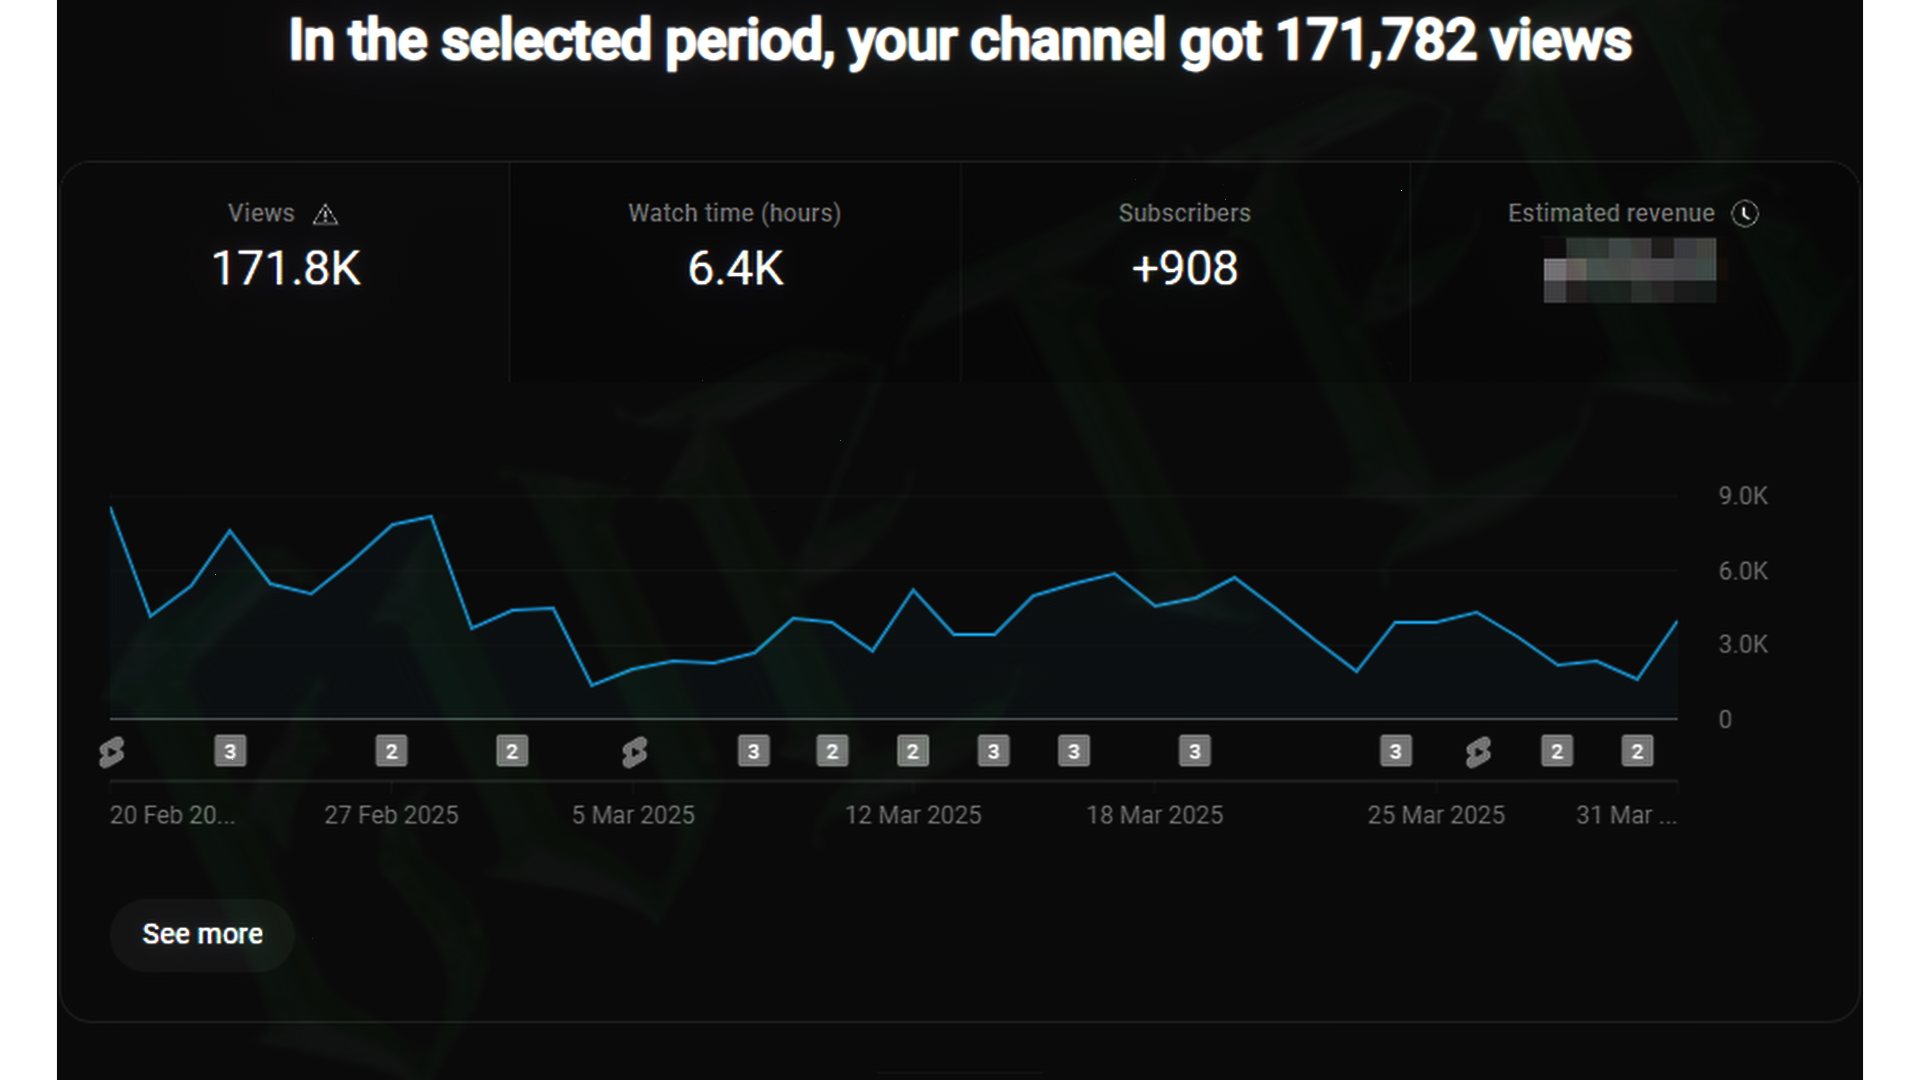 In the selected period, your channel got 171,782 views
Views
171.8K
Watch time (hours)
6.4K
Subscribers
+908
Estimated revenue
9.0K
6.0K
3.0K
0
3 2 2 3 2 2 3 3 3 3 2 2
20 Feb 20... 27 Feb 2025 5 Mar 2025 12 Mar 2025 18 Mar 2025 25 Mar 2025 31 Mar ...
See more